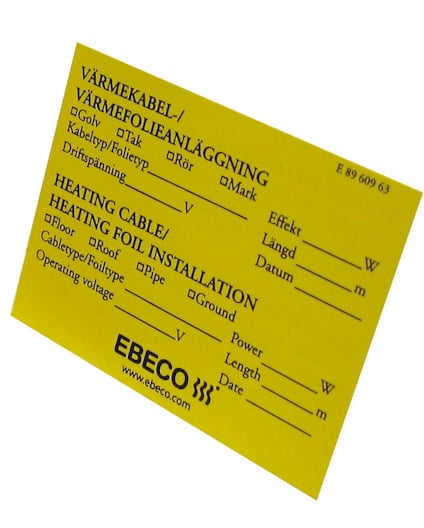 E 89 609 63
VÄRMEKABEL-/
VÄRMEFOLIEANLÄGGNING
□Golv □Tak □Rör □Mark
Kabeltyp/Folietyp Effekt W
Driftspänning V Längd m
Datum
HEATING CABLE/
HEATING FOIL INSTALLATION
□Floor □Roof □Pipe □Ground
Cabletype/Foiltype Power W
Operating voltage V Length m
Date
EBECO
www.ebeco.com